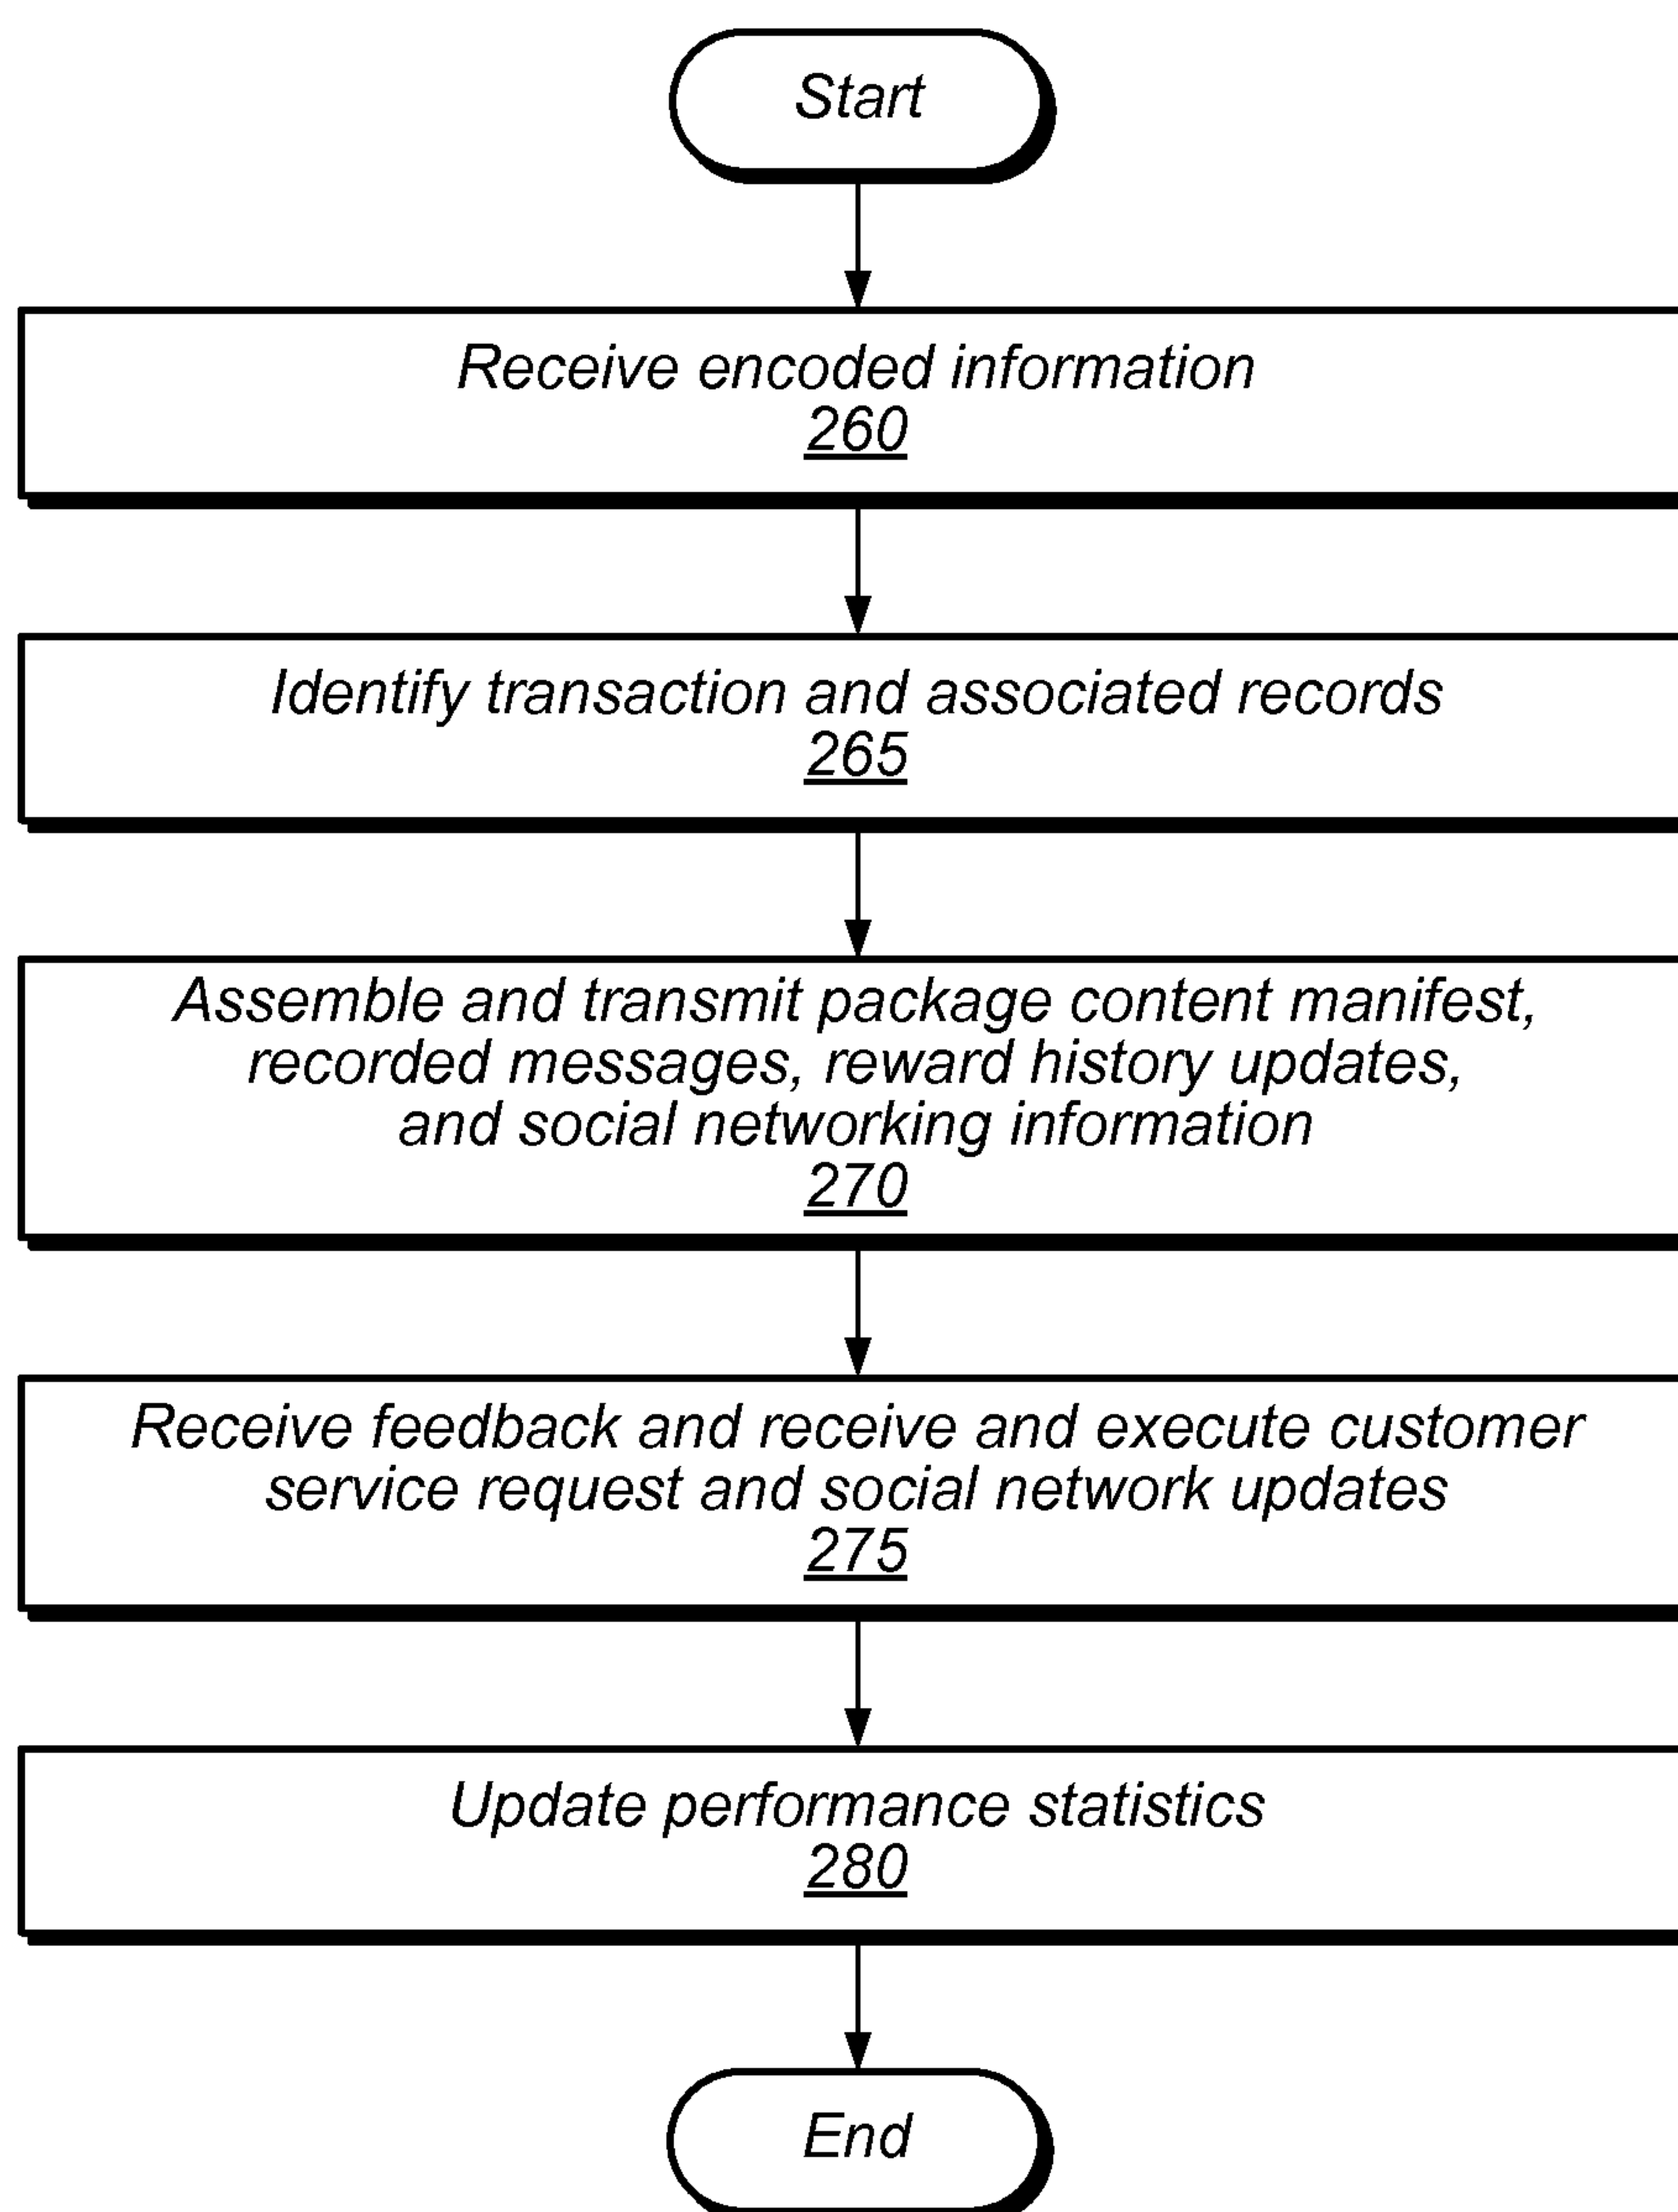 Start
Receive encoded information
260
Identify transaction and associated records
265
Assemble and transmit package content manifest,
recorded messages, reward history updates,
and social networking information
270
Receive feedback and receive and execute customer
service request and social network updates
275
Update performance statistics
280
End